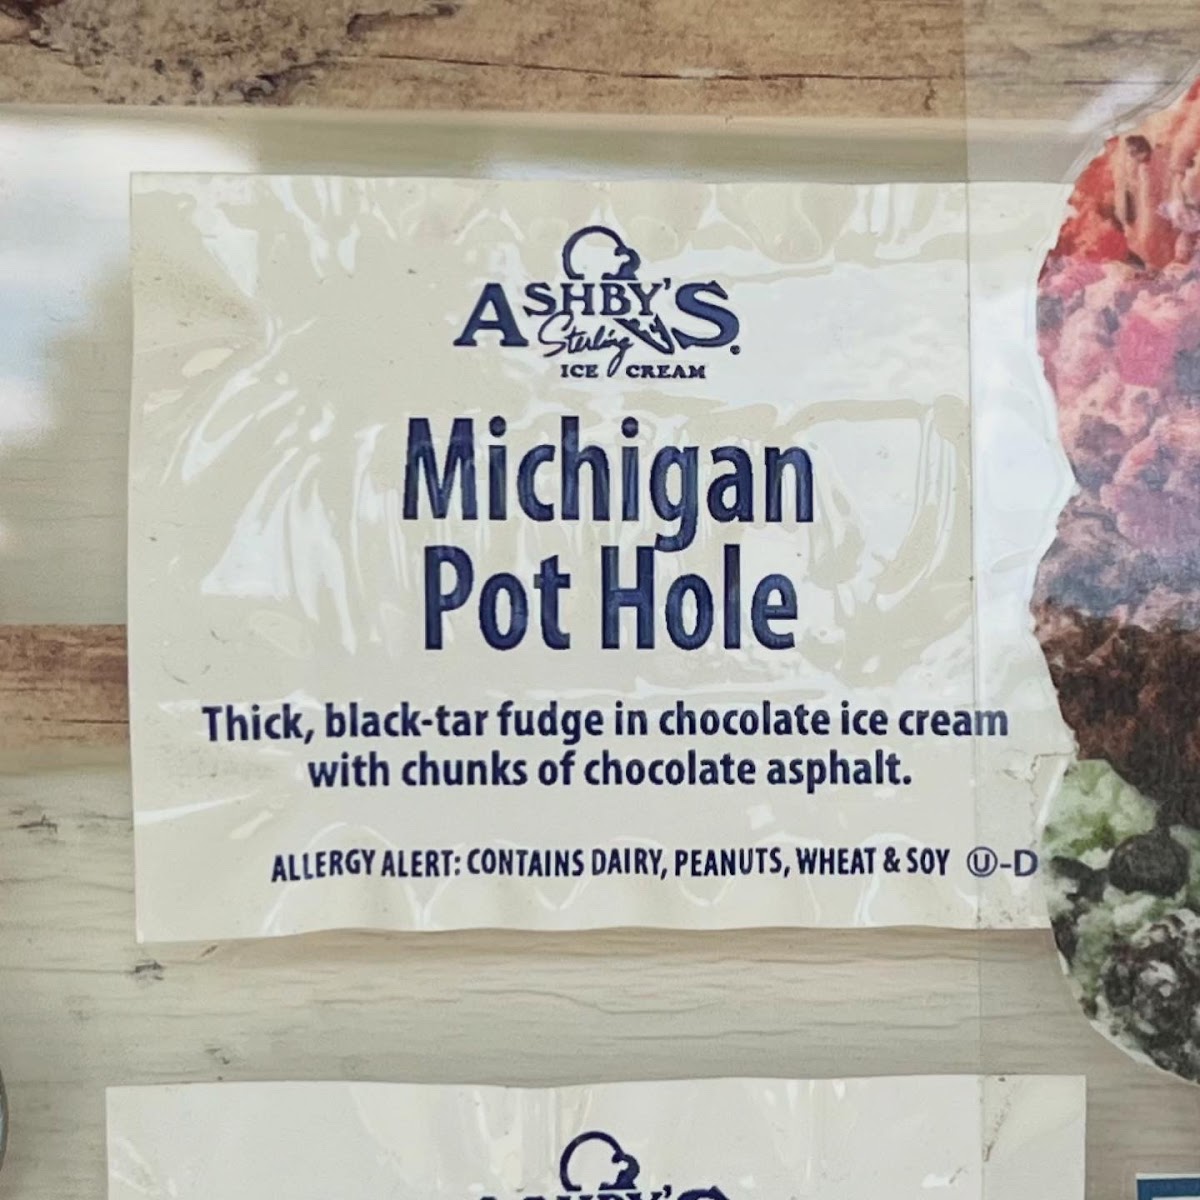 ASHBY'S
Sterling
ICE CREAM
Michigan
Pot Hole
Thick, black-tar fudge in chocolate ice cream
with chunks of chocolate asphalt.
ALLERGY ALERT: CONTAINS DAIRY, PEANUTS, WHEAT & SOY Ⓤ-D
ASHBY'S